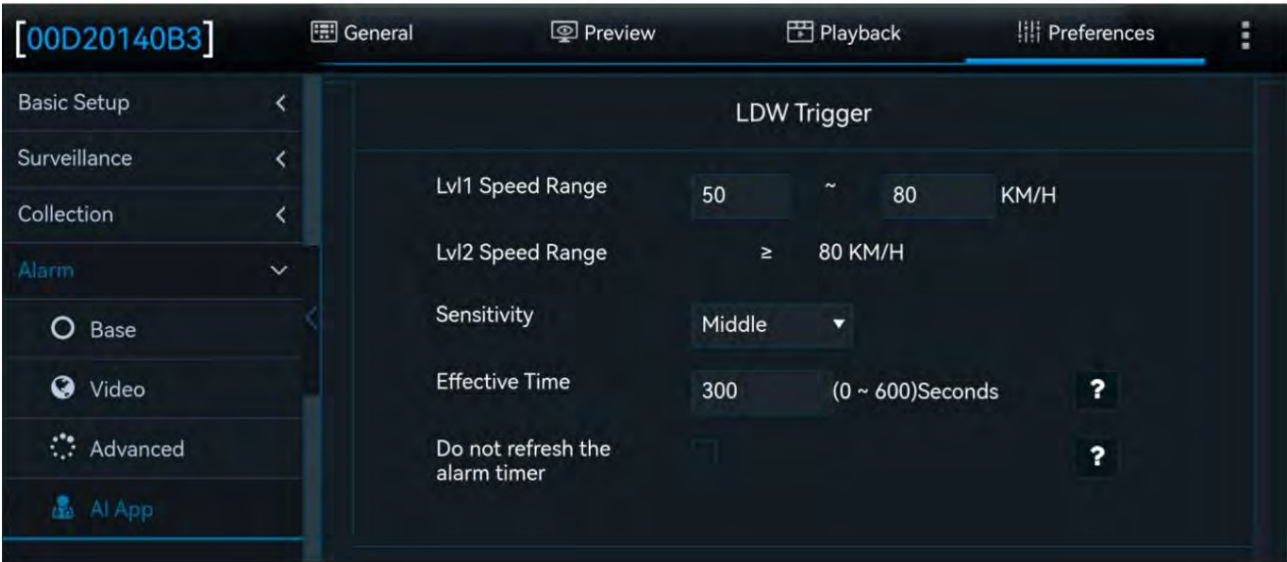 [00D20140B3]
General
Preview
Playback
Preferences
Basic Setup
Surveillance
Collection
Alarm
Base
Video
Advanced
AI App
LDW Trigger
Lvl1 Speed Range 50 ~ 80 KM/H
Lvl2 Speed Range ≥ 80 KM/H
Sensitivity Middle
Effective Time 300 (0 ~ 600)Seconds ?
Do not refresh the
alarm timer ?